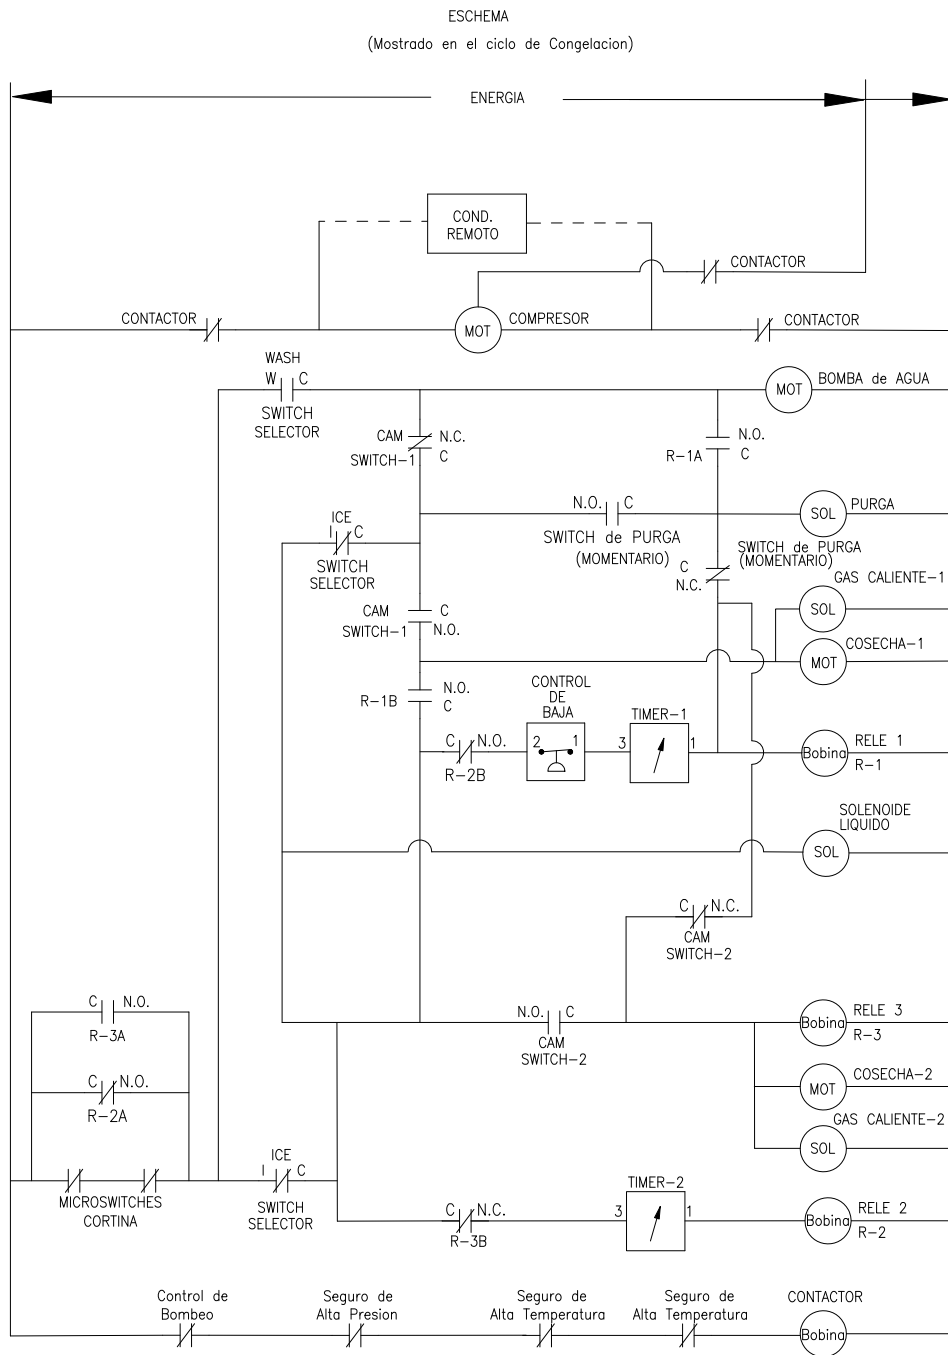 ESCHEMA
(Mostrado en el ciclo de Congelacion)
ENERGIA
COND.
REMOTO
CONTACTOR
CONTACTOR
MOT
COMPRESOR
CONTACTOR
WASH
W C
SWITCH
SELECTOR
MOT
BOMBA de AGUA
CAM
SWITCH-1
N.C.
C
R-1A
N.O.
C
N.O. C
SWITCH de PURGA
(MOMENTARIO)
SOL
PURGA
ICE
I C
SWITCH
SELECTOR
C
N.C.
SWITCH de PURGA
(MOMENTARIO)
GAS CALIENTE-1
SOL
CAM
SWITCH-1
C
N.O.
COSECHA-1
MOT
R-1B
N.O.
C
CONTROL
DE
BAJA
2 1
TIMER-1
3 1
C N.O.
R-2B
Bobina
RELE 1
R-1
SOLENOIDE
LIQUIDO
SOL
C N.C.
CAM
SWITCH-2
C N.O.
R-3A
N.O. C
CAM
SWITCH-2
Bobina
RELE 3
R-3
C N.O.
R-2A
MOT
COSECHA-2
GAS CALIENTE-2
SOL
MICROSWITCHES
CORTINA
ICE
I C
SWITCH
SELECTOR
C N.C.
R-3B
TIMER-2
3 1
Bobina
RELE 2
R-2
Control de
Bombeo
Seguro de
Alta Presion
Seguro de
Alta Temperatura
Seguro de
Alta Temperatura
CONTACTOR
Bobina